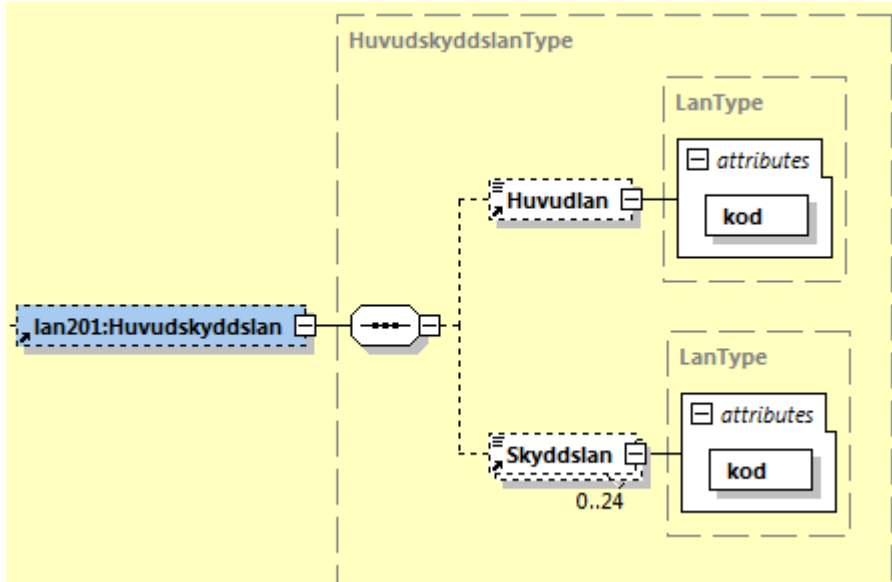 HuvudskyddslanType
LanType
attributes
Huvudlan
kod
lan201:Huvudskyddslan
LanType
attributes
Skyddslan
kod
0..24